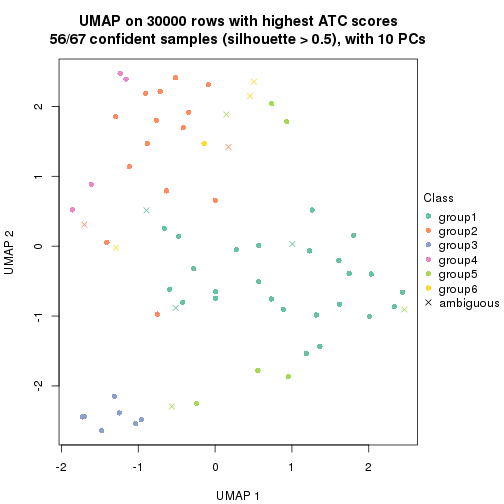 UMAP on 30000 rows with highest ATC scores
56/67 confident samples (silhouette > 0.5), with 10 PCs
UMAP 2
2
1
0
-1
-2
-2
-1
0
1
2
UMAP 1
Class
group1
group2
group3
group4
group5
group6
ambiguous